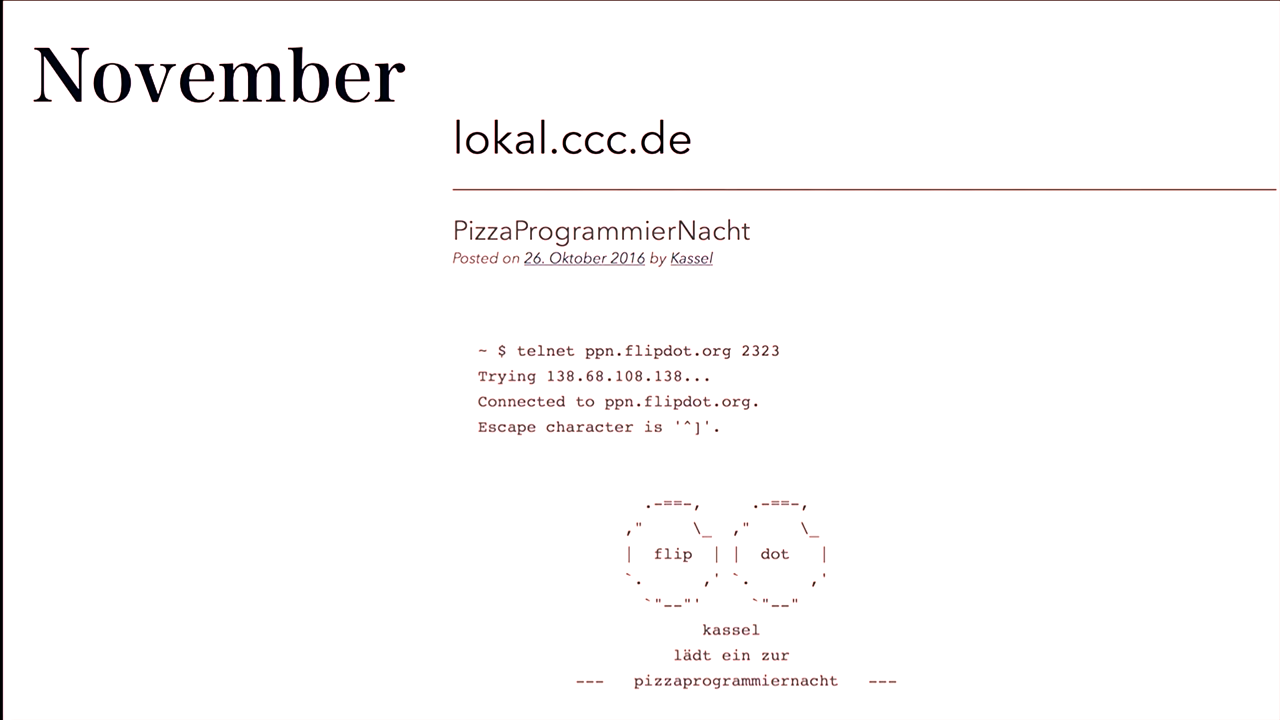 November
lokal.ccc.de
PizzaProgrammierNacht
Posted on 26. Oktober 2016 by Kassel
~ $ telnet ppn.flipdot.org 2323
Trying 138.68.108.138...
Connected to ppn.flipdot.org.
Escape character is '^]'.
.-==-,      .-==-,
,"     \_  ,"     \_
|  flip  | |  dot   |
`.      ,' `.      ,'
`"--"'     `"--"
kassel
lädt ein zur
---   pizzaprogrammiernacht   ---